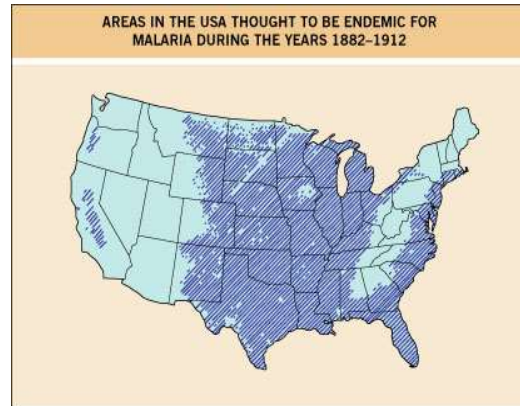 AREAS IN THE USA THOUGHT TO BE ENDEMIC FOR
MALARIA DURING THE YEARS 1882–1912